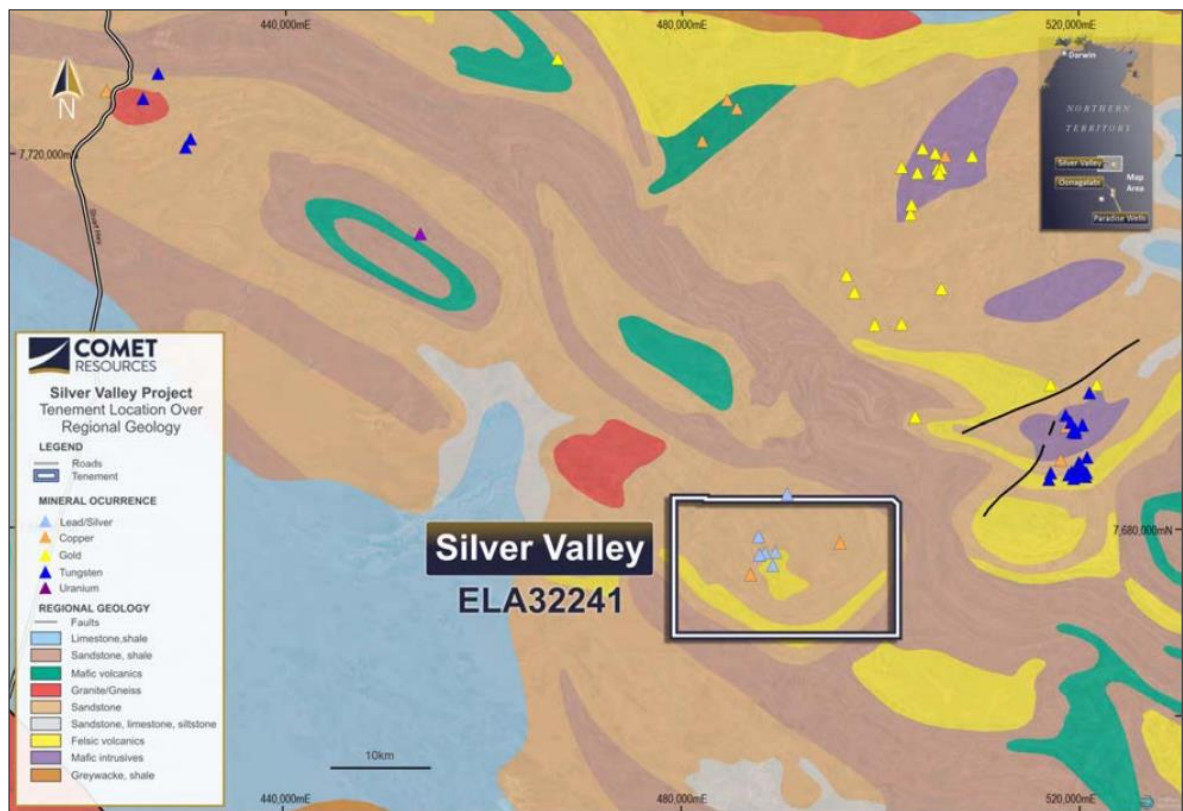 440,000mE
480,000mE
520,000mE
N
7,720,000mN
Stuart Hwy
Darwin
NORTHERN
TERRITORY
Silver Valley
Map
Area
Oonagalabi
Paradise Wells
COMET
RESOURCES
Silver Valley Project
Tenement Location Over
Regional Geology
LEGEND
Roads
Tenement
MINERAL OCURRENCE
Lead/Silver
Copper
Gold
Tungsten
Uranium
REGIONAL GEOLOGY
Faults
Limestone,shale
Sandstone, shale
Mafic volcanics
Granite/Gneiss
Sandstone
Sandstone, limestone, siltstone
Felsic volcanics
Mafic intrusives
Greywacke, shale
Silver Valley
ELA32241
7,680,000mN
10km
440,000mE
480,000mE
520,000mE